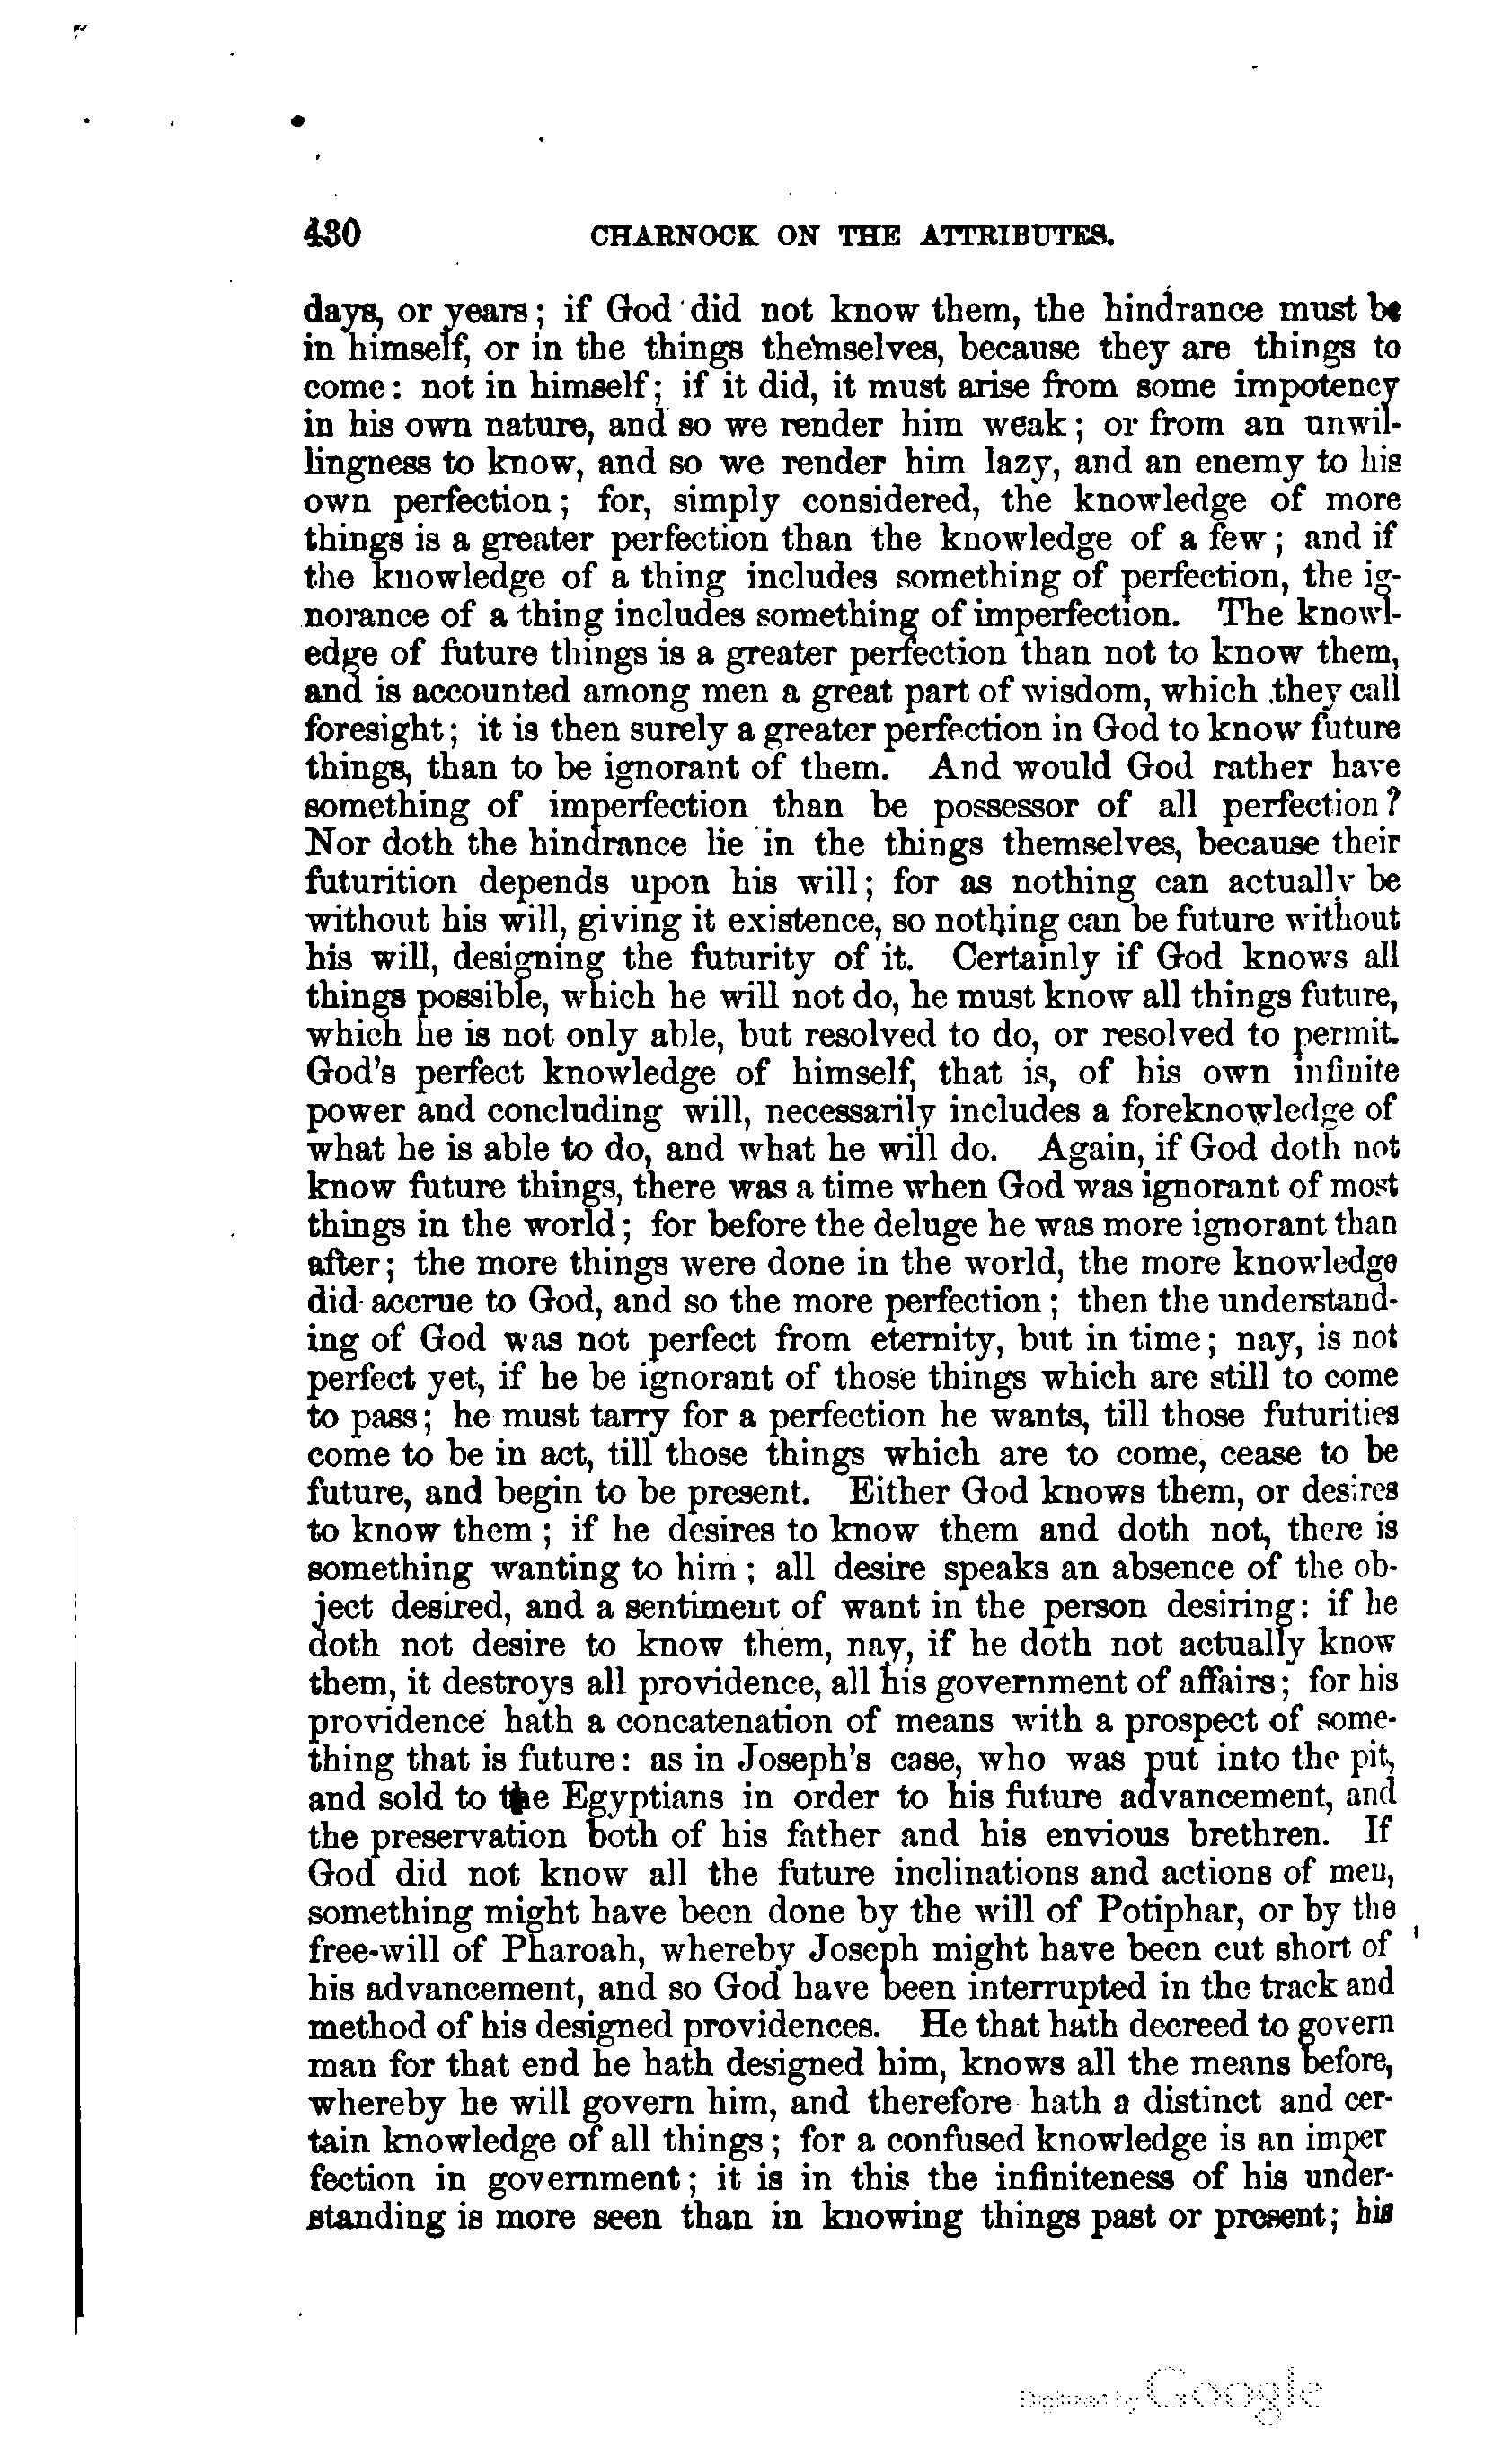 430 CHARNOCK ON THE ATTRIBUTES.
days, or years; if God did not know them, the hindrance must be
in himself, or in the things themselves, because they are things to
come: not in himself; if it did, it must arise from some impotency
in his own nature, and so we render him weak; or from an unwil-
lingness to know, and so we render him lazy, and an enemy to his
own perfection; for, simply considered, the knowledge of more
things is a greater perfection than the knowledge of a few; and if
the knowledge of a thing includes something of perfection, the ig-
norance of a thing includes something of imperfection. The knowl-
edge of future things is a greater perfection than not to know them,
and is accounted among men a great part of wisdom, which they call
foresight; it is then surely a greater perfection in God to know future
things, than to be ignorant of them. And would God rather have
something of imperfection than be possessor of all perfection?
Nor doth the hindrance lie in the things themselves, because their
futurition depends upon his will; for as nothing can actually be
without his will, giving it existence, so nothing can be future without
his will, designing the futurity of it. Certainly if God knows all
things possible, which he will not do, he must know all things future,
which he is not only able, but resolved to do, or resolved to permit.
God's perfect knowledge of himself, that is, of his own infinite
power and concluding will, necessarily includes a foreknowledge of
what he is able to do, and what he will do. Again, if God doth not
know future things, there was a time when God was ignorant of most
things in the world; for before the deluge he was more ignorant than
after; the more things were done in the world, the more knowledge
did accrue to God, and so the more perfection; then the understand-
ing of God was not perfect from eternity, but in time; nay, is not
perfect yet, if he be ignorant of those things which are still to come
to pass; he must tarry for a perfection he wants, till those futurities
come to be in act, till those things which are to come, cease to be
future, and begin to be present. Either God knows them, or desires
to know them; if he desires to know them and doth not, there is
something wanting to him; all desire speaks an absence of the ob-
ject desired, and a sentiment of want in the person desiring: if he
doth not desire to know them, nay, if he doth not actually know
them, it destroys all providence, all his government of affairs; for his
providence hath a concatenation of means with a prospect of some-
thing that is future: as in Joseph's case, who was put into the pit,
and sold to the Egyptians in order to his future advancement, and
the preservation both of his father and his envious brethren. If
God did not know all the future inclinations and actions of men,
something might have been done by the will of Potiphar, or by the
free-will of Pharoah, whereby Joseph might have been cut short of
his advancement, and so God have been interrupted in the track and
method of his designed providences. He that hath decreed to govern
man for that end he hath designed him, knows all the means before,
whereby he will govern him, and therefore hath a distinct and cer-
tain knowledge of all things; for a confused knowledge is an imper
fection in government; it is in this the infiniteness of his under-
standing is more seen than in knowing things past or present; his
Digitized by Google